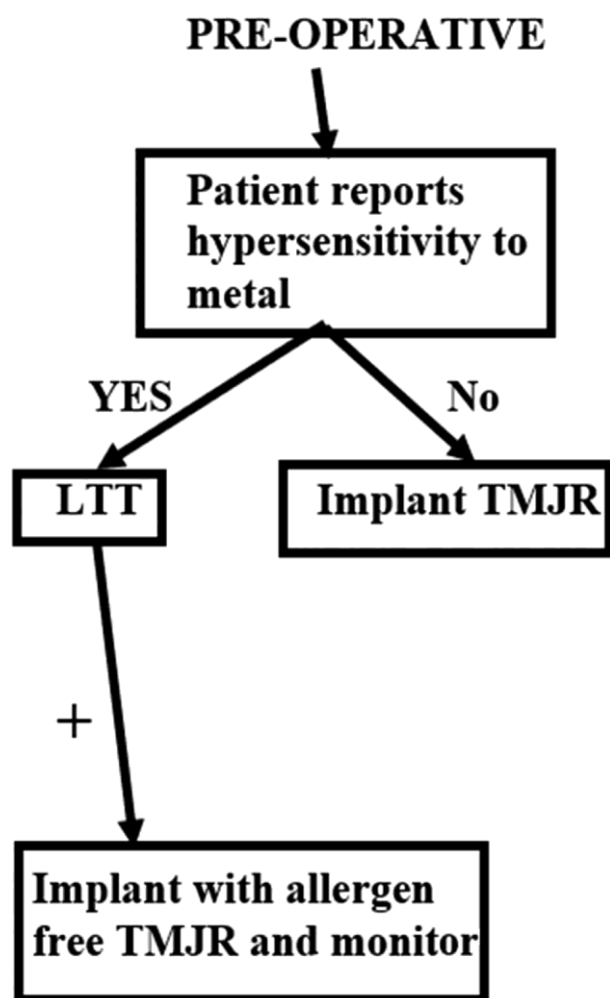 PRE-OPERATIVE
Patient reports
hypersensitivity to
metal
YES
No
LTT
Implant TMJR
+
Implant with allergen
free TMJR and monitor